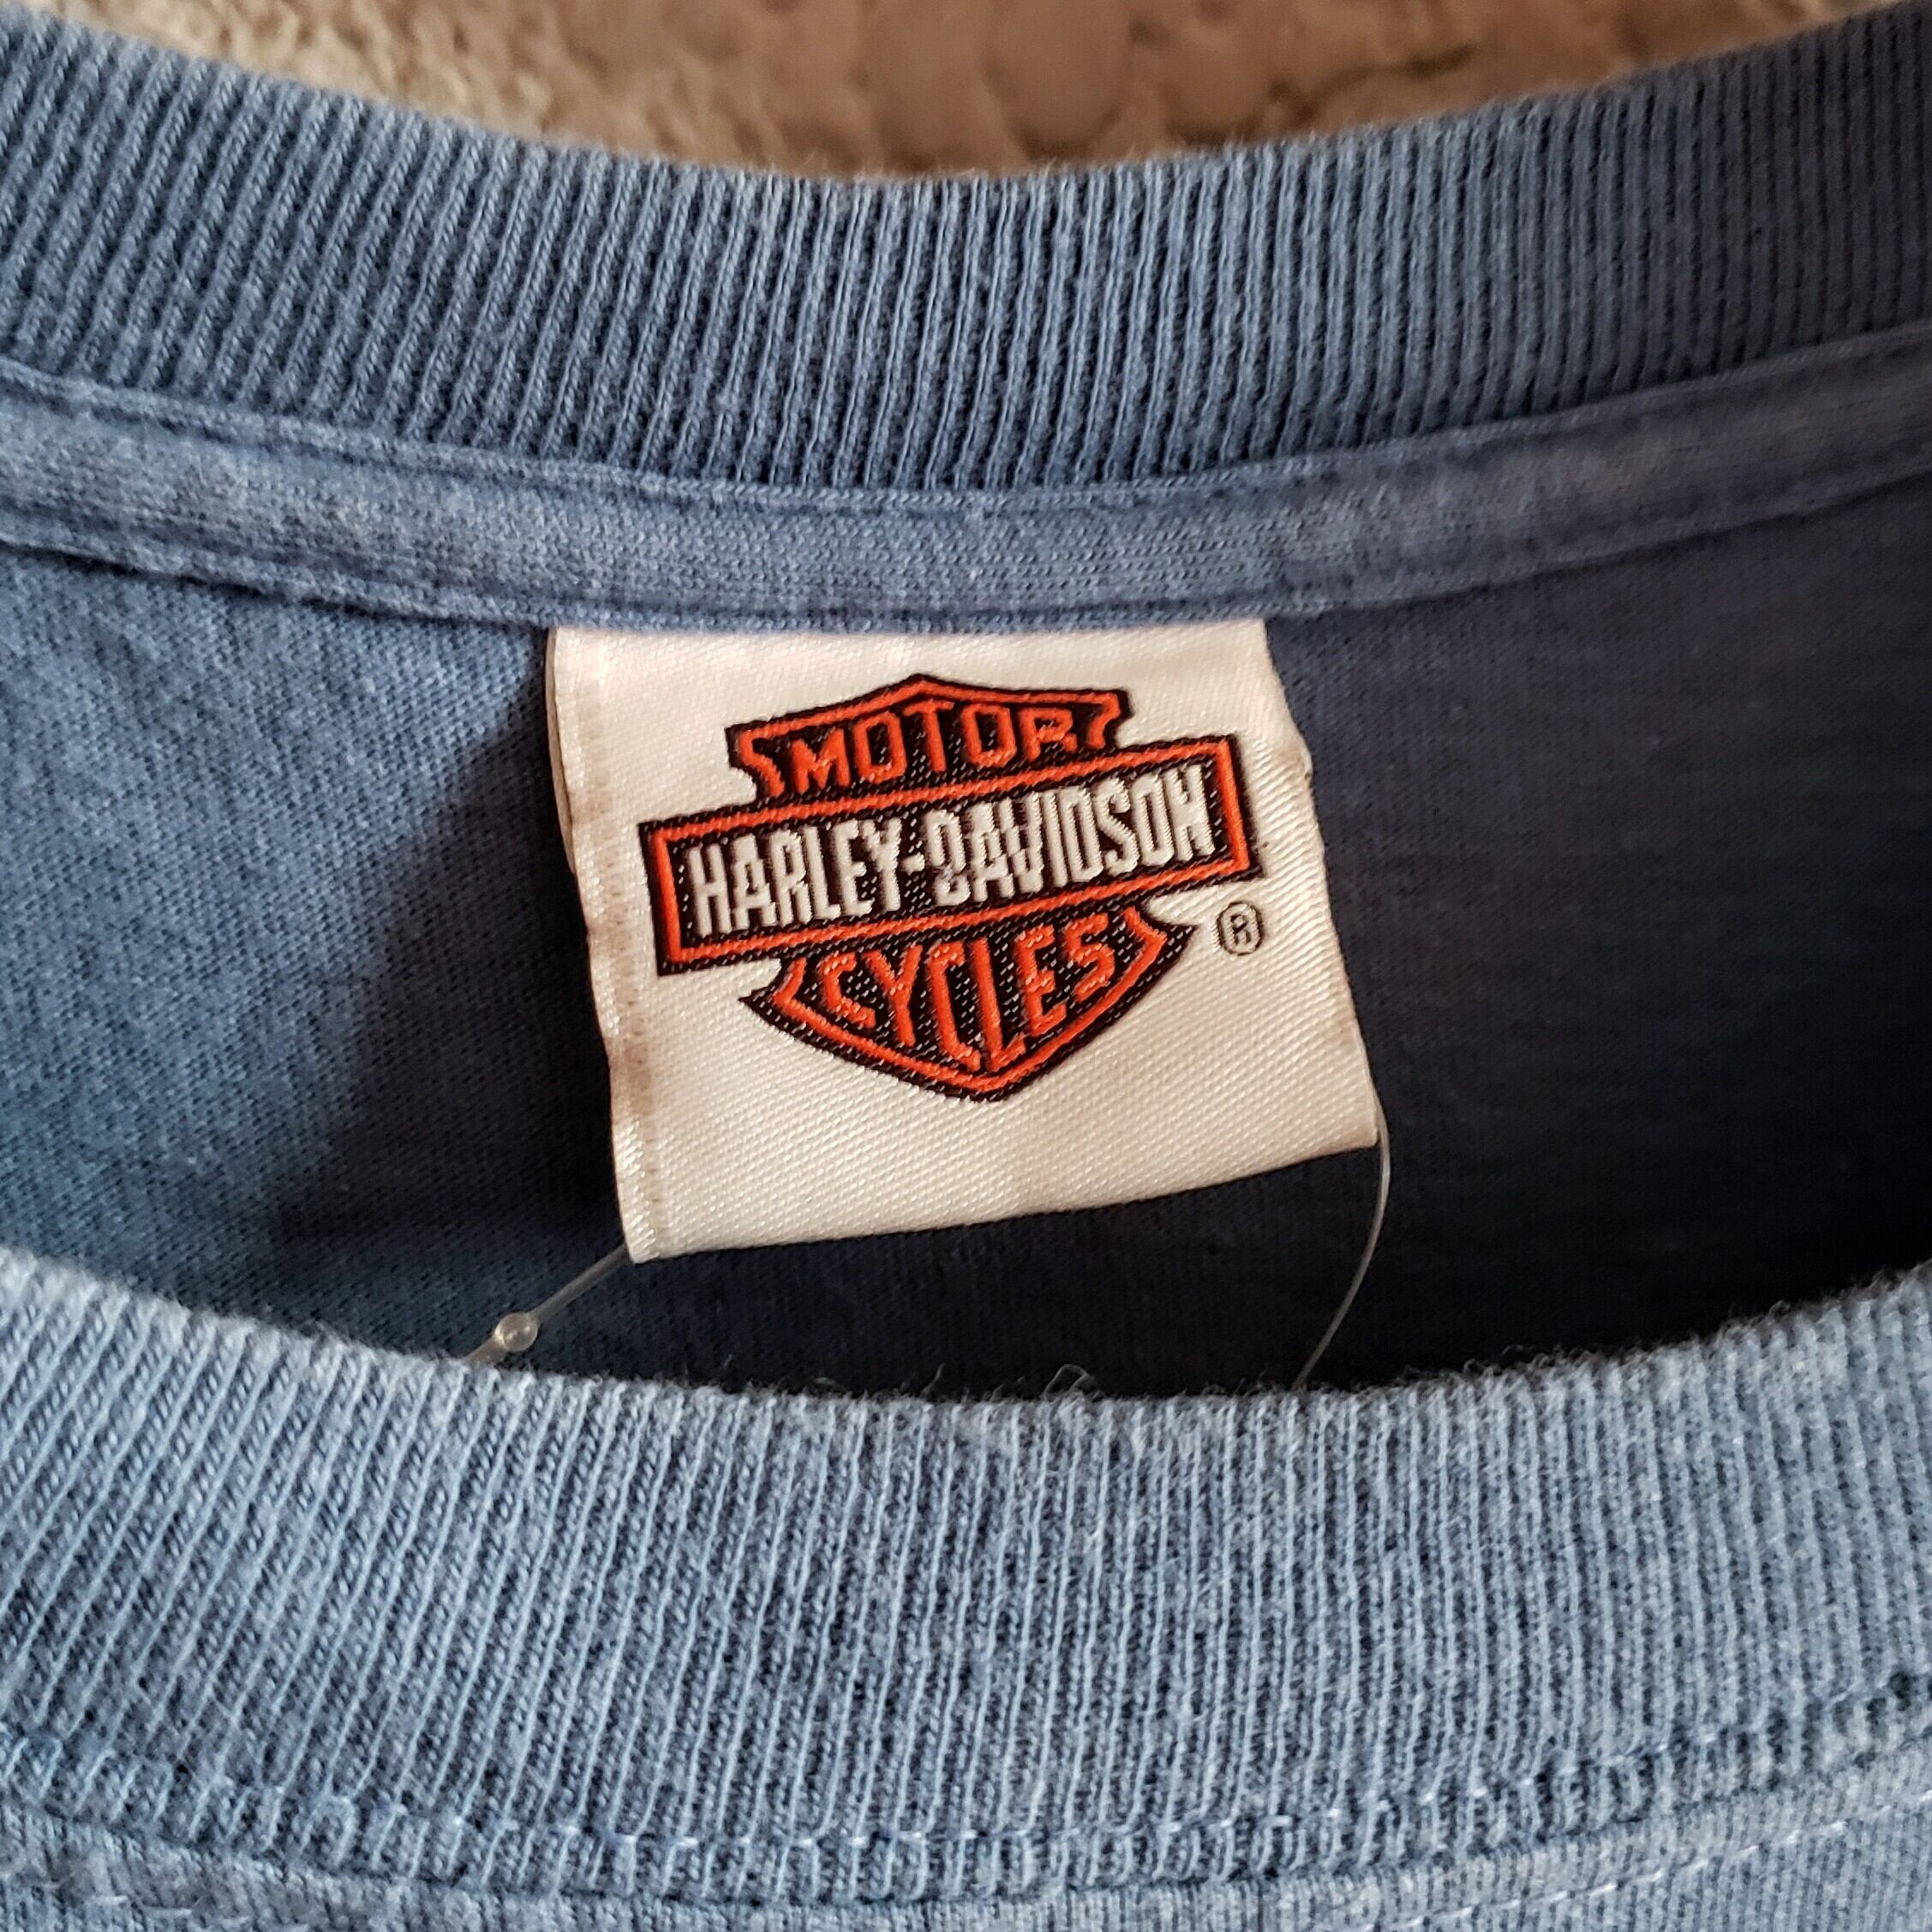 MOTOR
HARLEY-DAVIDSON
CYCLES
®